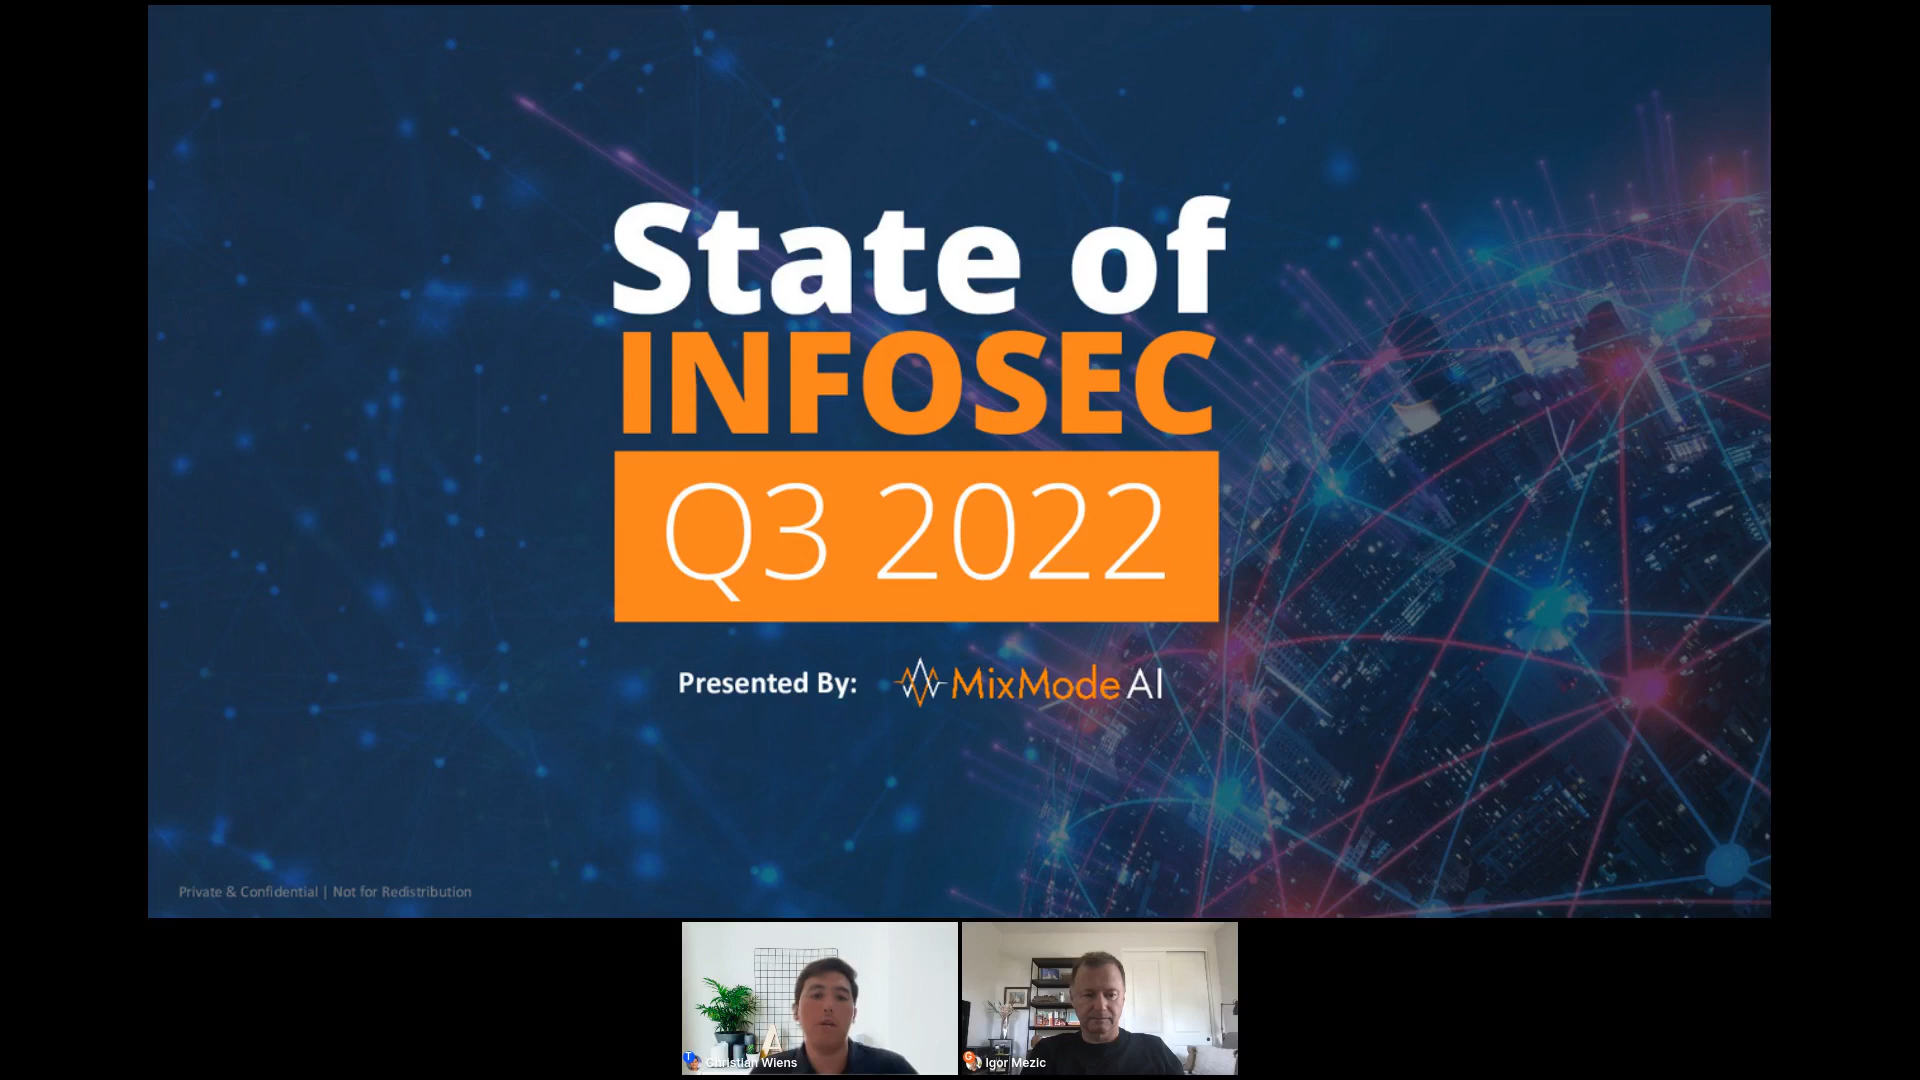 State of
INFOSEC
Q3 2022
Presented By: MixMode AI
Private & Confidential | Not for Redistribution
Christian Wiens
Igor Mezic